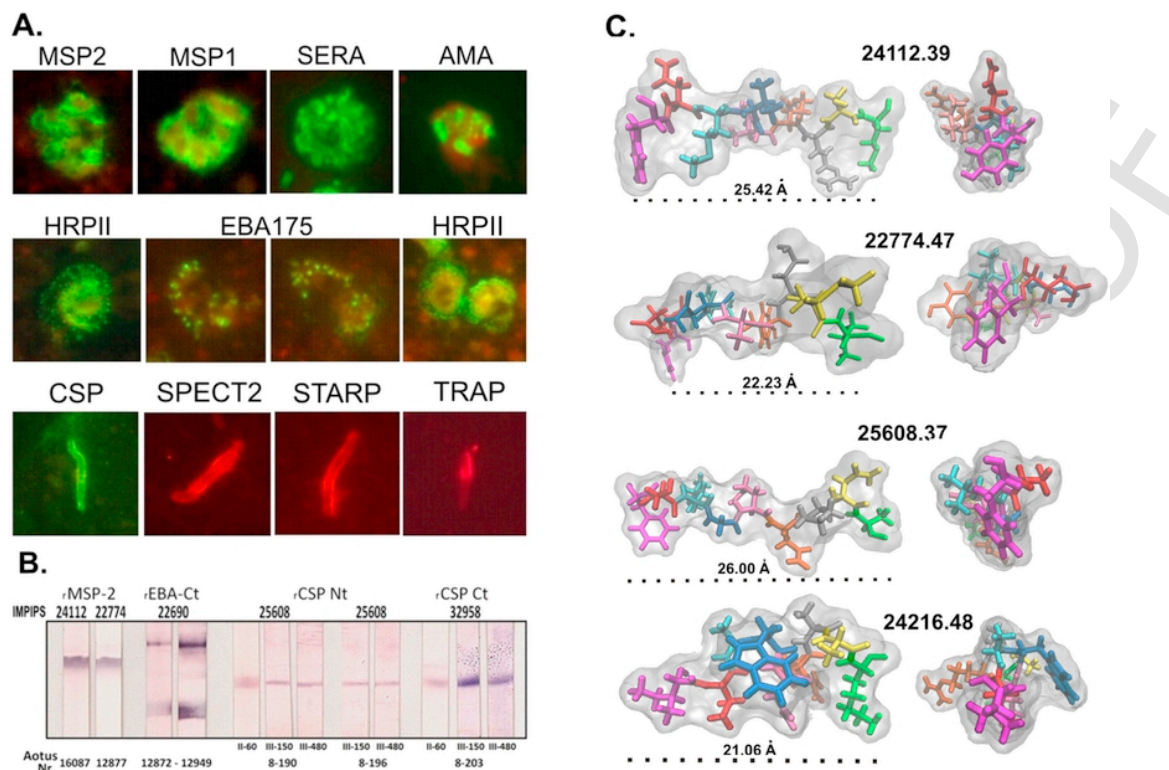 A.
MSP2 MSP1 SERA AMA
HRPII EBA175 HRPII
CSP SPECT2 STARP TRAP
B.
rMSP-2 rEBA-Ct rCSP Nt rCSP Ct
IMPIPS 24112 22774 22690 25608 25608 32958
II-60 III-150 III-480 III-150 III-480 II-60 III-150 III-480
Aotus
Nr 16087 12877 12872 - 12949 8-190 8-196 8-203
C.
24112.39
25.42 Å
22774.47
22.23 Å
25608.37
26.00 Å
24216.48
21.06 Å